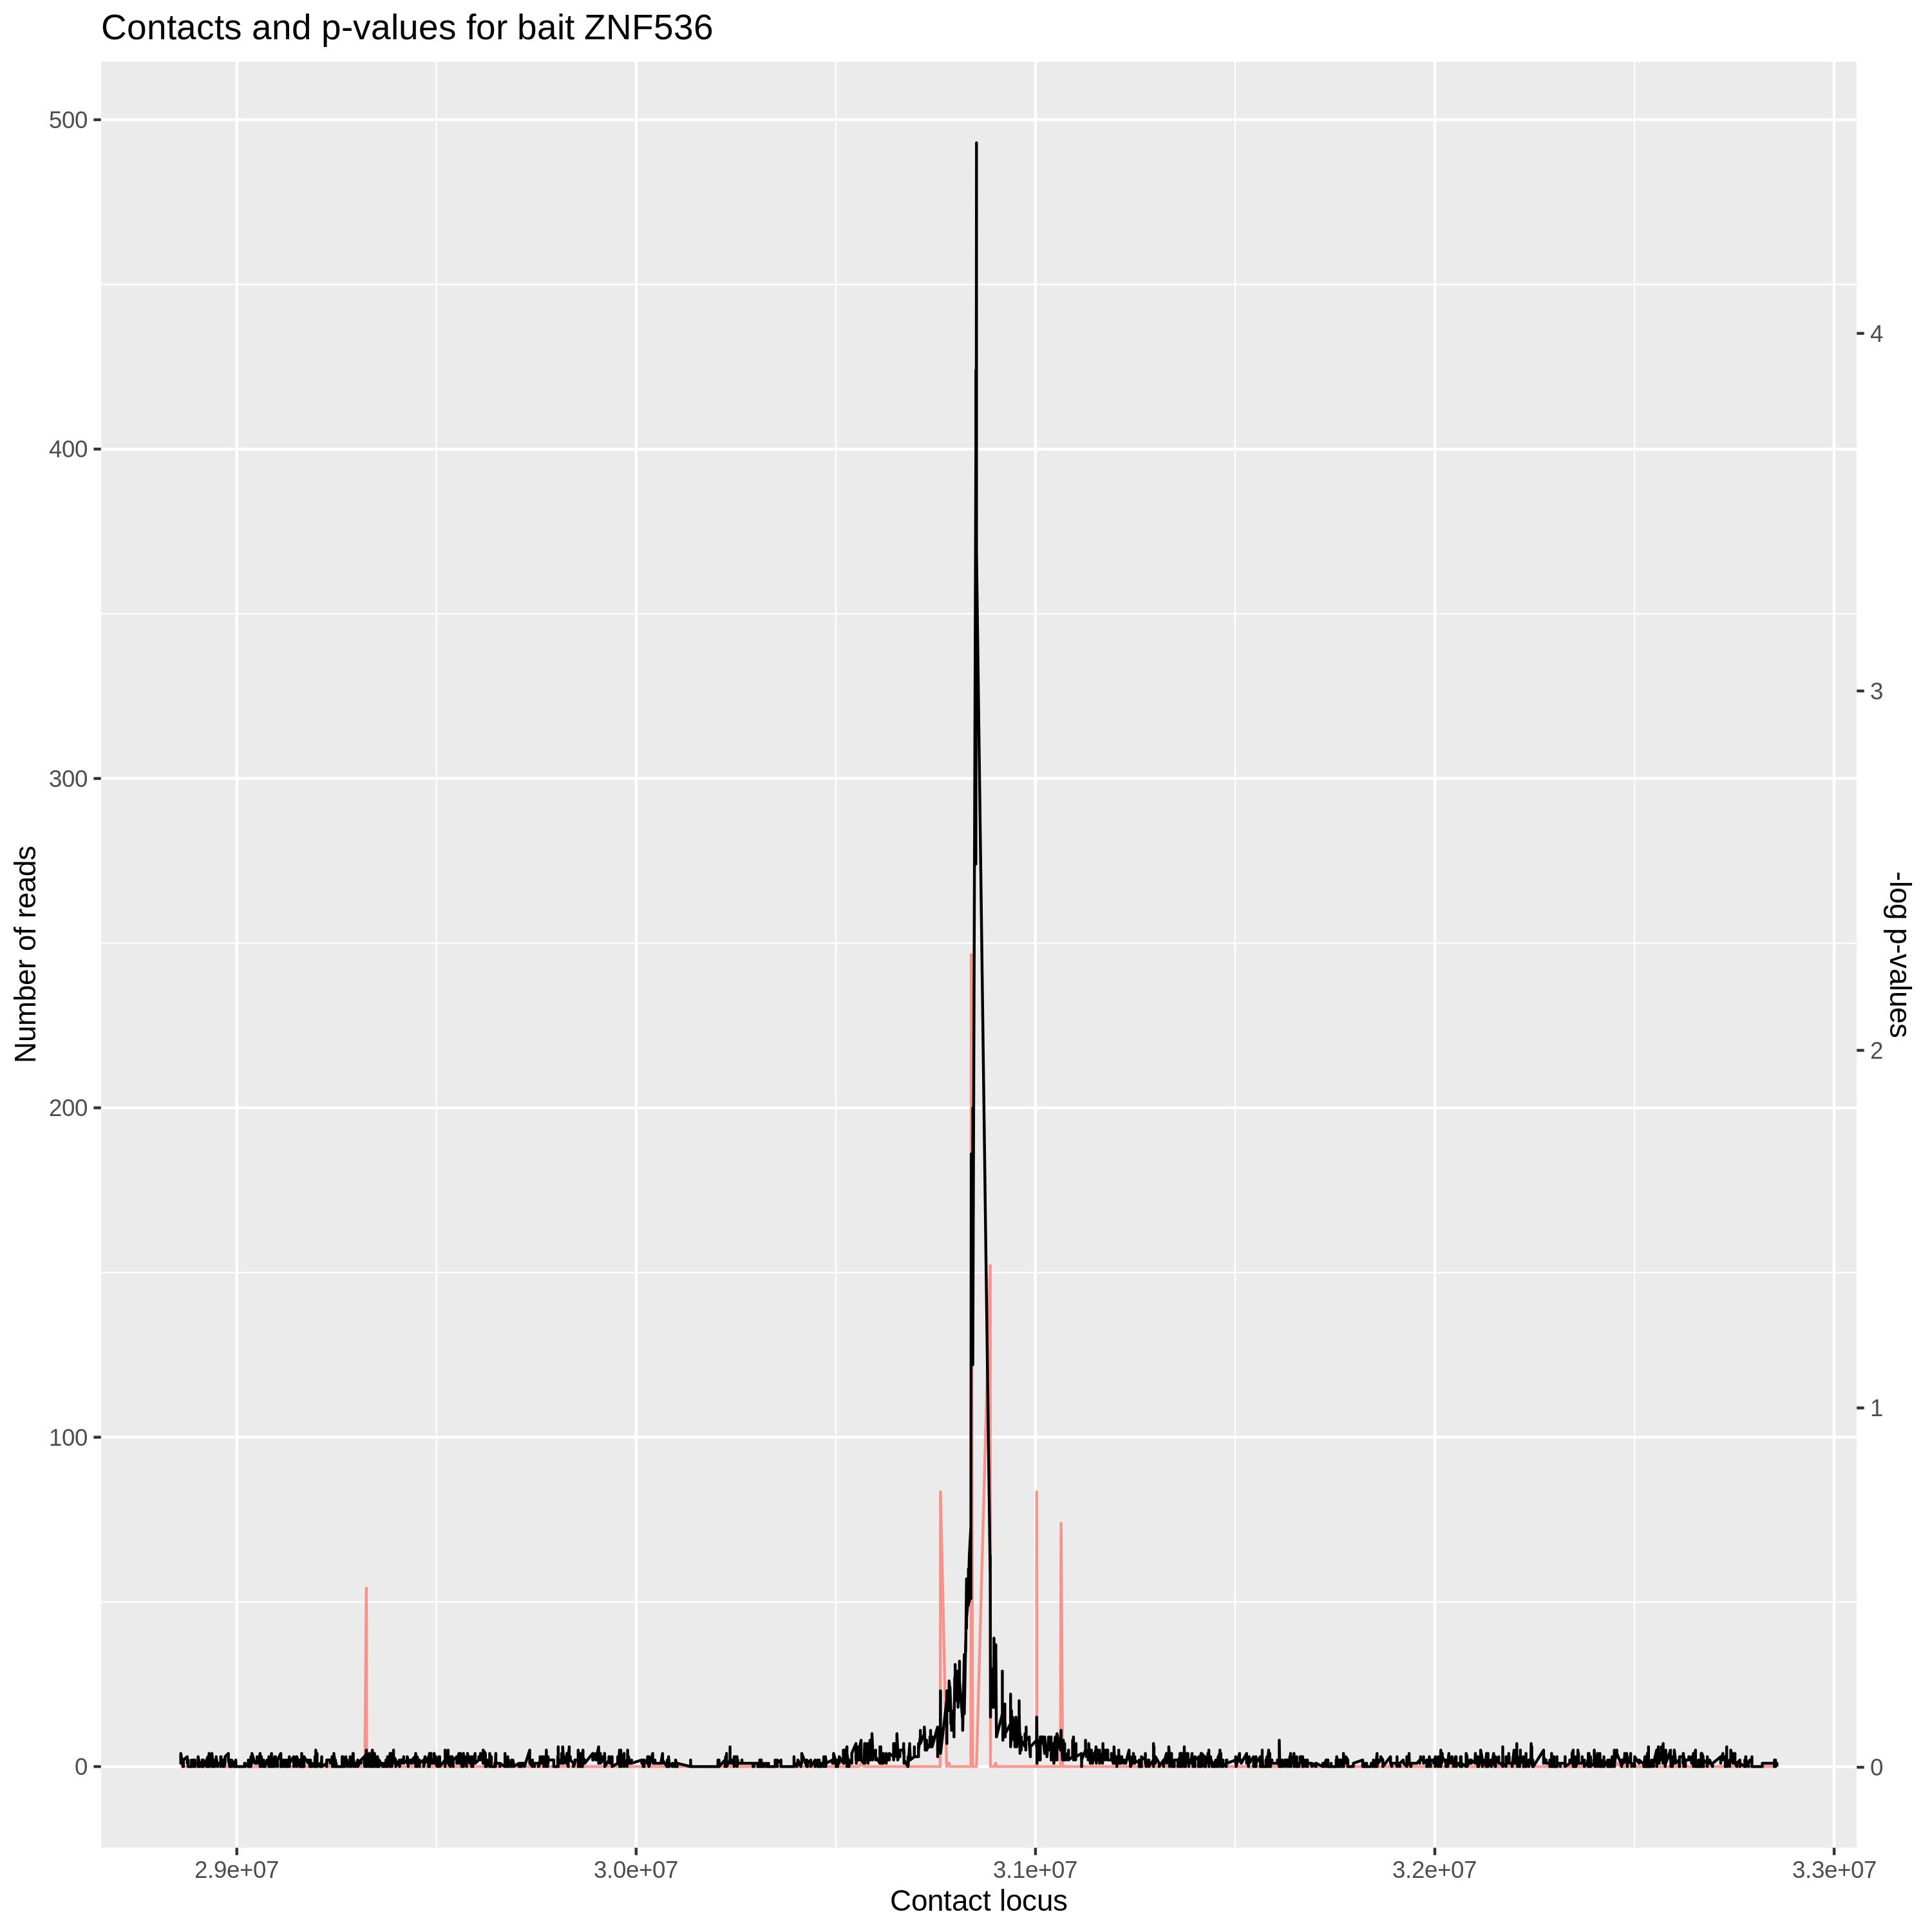 Contacts and p-values for bait ZNF536
500
400
300
200
100
0
Number of reads
4
3
2
1
0
-log p-values
2.9e+07 3.0e+07 3.1e+07 3.2e+07 3.3e+07
Contact locus